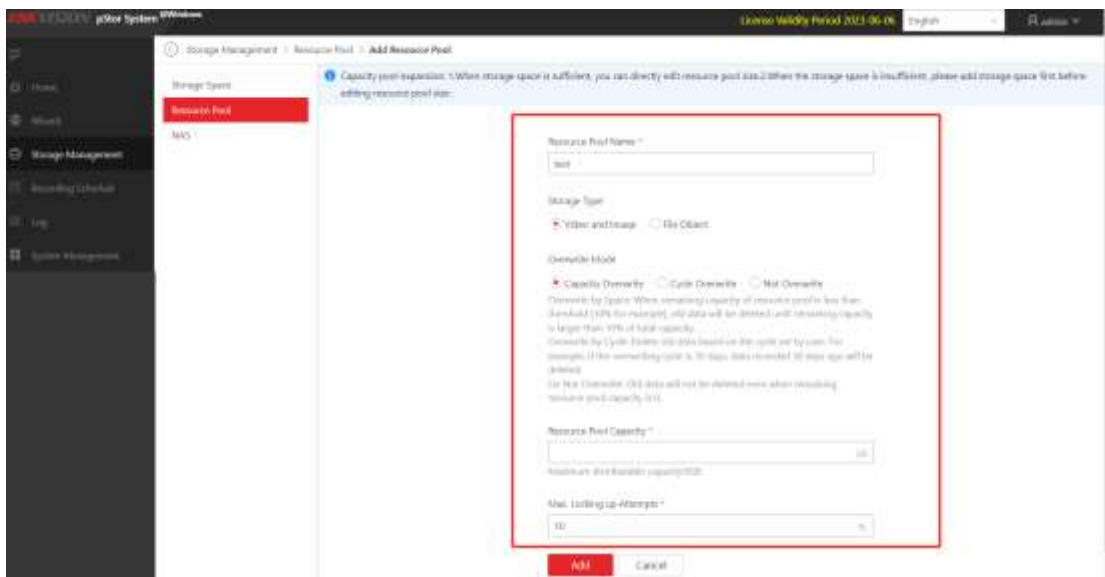 HIKVISION µStor System @Windows
License Validity Period 2023-06-06
English
admin
Storage Management > Resource Pool > Add Resource Pool
Home
Wizard
Storage Management
Recording Schedule
Log
System Management
Storage Space
Resource Pool
NAS
Capacity pool expansion: 1.When storage space is sufficient, you can directly edit resource pool size.2.When the storage space is insufficient, please add storage space first before
editing resource pool size.
Resource Pool Name *
test
Storage Type
Video and Image
File Object
Overwrite Mode
Capacity Overwrite
Cycle Overwrite
Not Overwrite
Overwrite by Space: When remaining capacity of resource pool is less than
threshold (10% for example), old data will be deleted until remaining capacity
is larger than 10% of total capacity.
Overwrite by Cycle: Delete old data based on the cycle set by user. For
example, if the overwriting cycle is 30 days, data recorded 30 days ago will be
deleted.
Do Not Overwrite: Old data will not be deleted even when remaining
resource pool capacity is 0.
Resource Pool Capacity *
GB
Maximum distributable capacity
Max. Locking up Attempts *
10
%
Add
Cancel